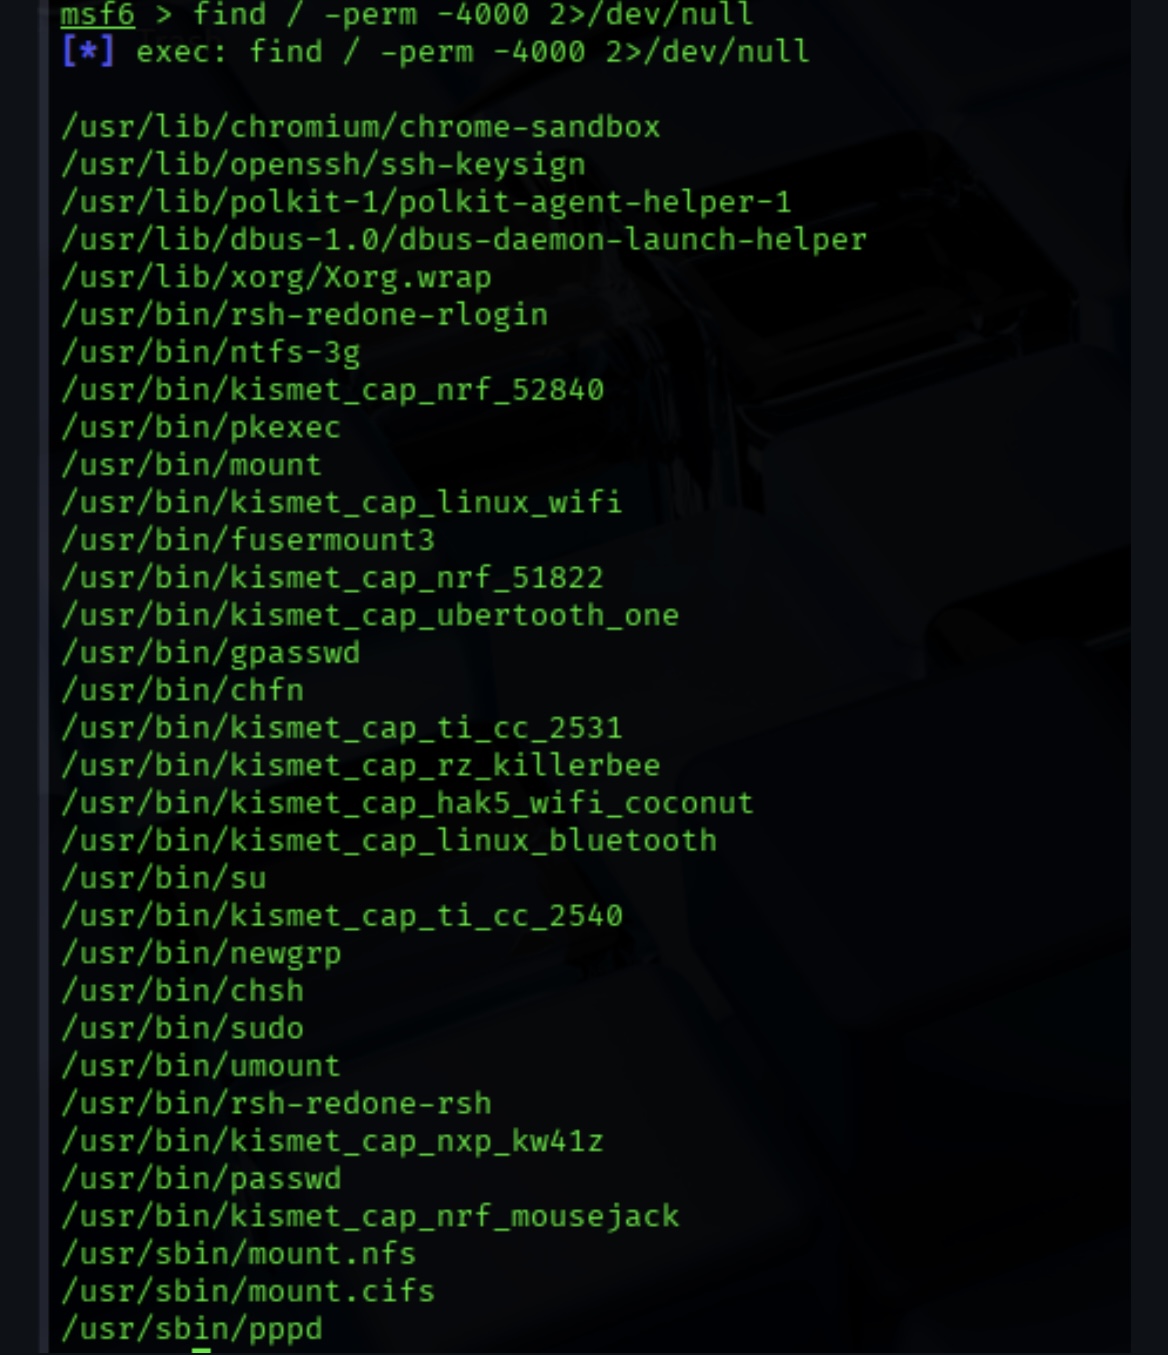 msf6 > find / -perm -4000 2>/dev/null
[*] exec: find / -perm -4000 2>/dev/null
/usr/lib/chromium/chrome-sandbox
/usr/lib/openssh/ssh-keysign
/usr/lib/polkit-1/polkit-agent-helper-1
/usr/lib/dbus-1.0/dbus-daemon-launch-helper
/usr/lib/xorg/Xorg.wrap
/usr/bin/rsh-redone-rlogin
/usr/bin/ntfs-3g
/usr/bin/kismet_cap_nrf_52840
/usr/bin/pkexec
/usr/bin/mount
/usr/bin/kismet_cap_linux_wifi
/usr/bin/fusermount3
/usr/bin/kismet_cap_nrf_51822
/usr/bin/kismet_cap_ubertooth_one
/usr/bin/gpasswd
/usr/bin/chfn
/usr/bin/kismet_cap_ti_cc_2531
/usr/bin/kismet_cap_rz_killerbee
/usr/bin/kismet_cap_hak5_wifi_coconut
/usr/bin/kismet_cap_linux_bluetooth
/usr/bin/su
/usr/bin/kismet_cap_ti_cc_2540
/usr/bin/newgrp
/usr/bin/chsh
/usr/bin/sudo
/usr/bin/umount
/usr/bin/rsh-redone-rsh
/usr/bin/kismet_cap_nxp_kw41z
/usr/bin/passwd
/usr/bin/kismet_cap_nrf_mousejack
/usr/sbin/mount.nfs
/usr/sbin/mount.cifs
/usr/sbin/pppd